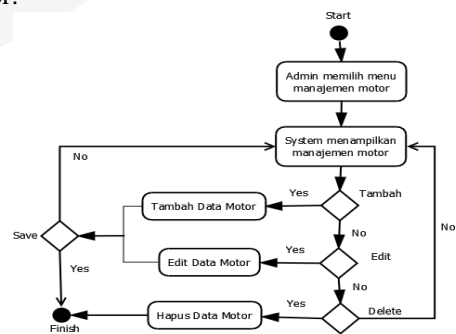 or.
Start
Admin memilih menu
manajemen motor
System menampilkan
manajemen motor
No
Yes
Tambah
Tambah Data Motor
No
No
Save
Yes
Edit
Edit Data Motor
Yes
No
Yes
Delete
Hapus Data Motor
Finish